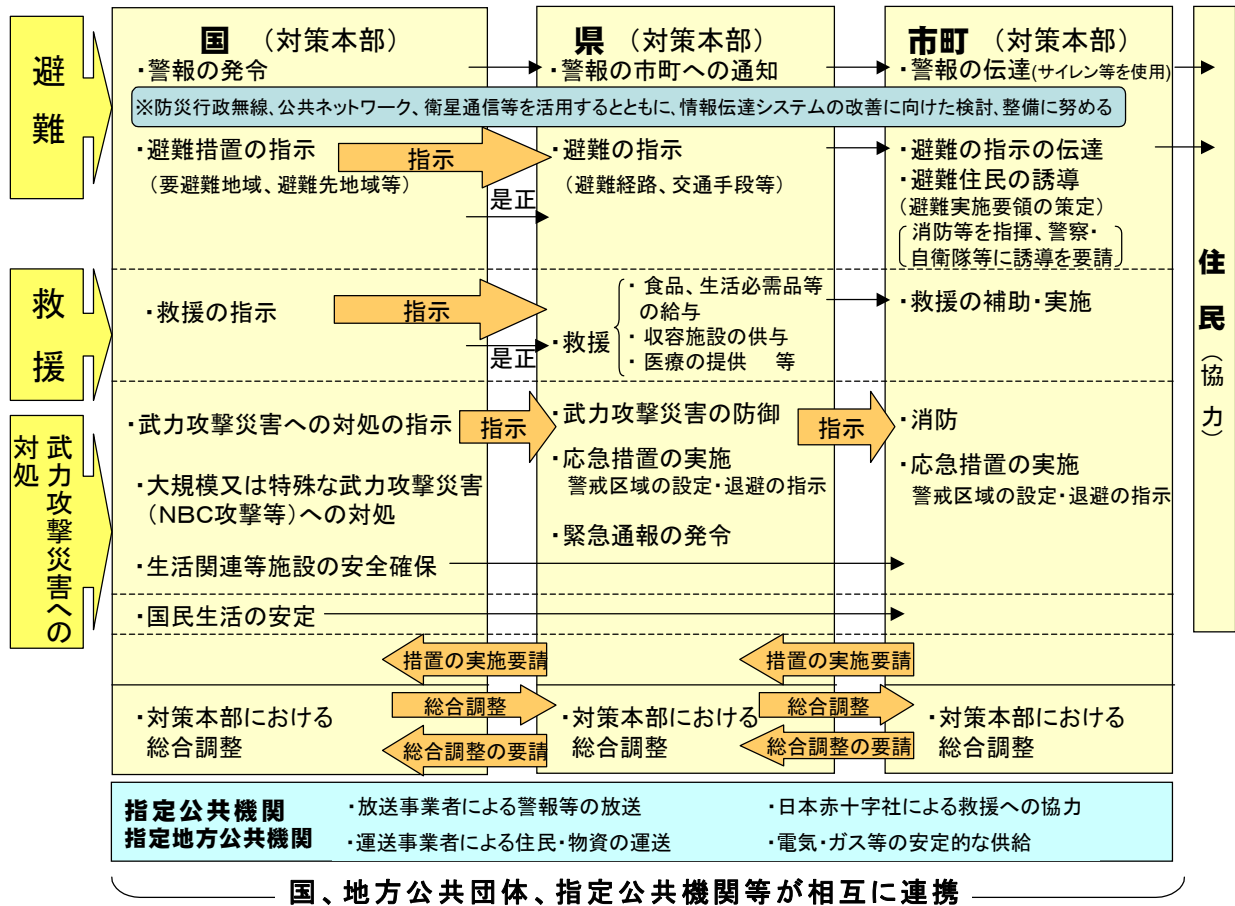 避難
国 （対策本部）
・警報の発令
県 （対策本部）
・警報の市町への通知
市町 （対策本部）
・警報の伝達(サイレン等を使用)
※防災行政無線、公共ネットワーク、衛星通信等を活用するとともに、情報伝達システムの改善に向けた検討、整備に努める
・避難措置の指示
（要避難地域、避難先地域等）
指示
是正
・避難の指示
（避難経路、交通手段等）
・避難の指示の伝達
・避難住民の誘導
（避難実施要領の策定）
消防等を指揮、警察・
自衛隊等に誘導を要請
救援
・救援の指示
指示
是正
・救援
・ 食品、生活必需品等
の給与
・ 収容施設の供与
・ 医療の提供 等
・救援の補助・実施
武力攻撃災害への
対処
・武力攻撃災害への対処の指示
指示
・大規模又は特殊な武力攻撃災害
（NBC攻撃等）への対処
・生活関連等施設の安全確保
・国民生活の安定
・武力攻撃災害の防御
指示
・応急措置の実施
警戒区域の設定・退避の指示
・緊急通報の発令
・消防
・応急措置の実施
警戒区域の設定・退避の指示
措置の実施要請
措置の実施要請
・対策本部における
総合調整
総合調整
総合調整の要請
・対策本部における
総合調整
総合調整
総合調整の要請
・対策本部における
総合調整
住民（協力）
指定公共機関
指定地方公共機関
・放送事業者による警報等の放送
・日本赤十字社による救援への協力
・運送事業者による住民・物資の運送
・電気・ガス等の安定的な供給
国、地方公共団体、指定公共機関等が相互に連携